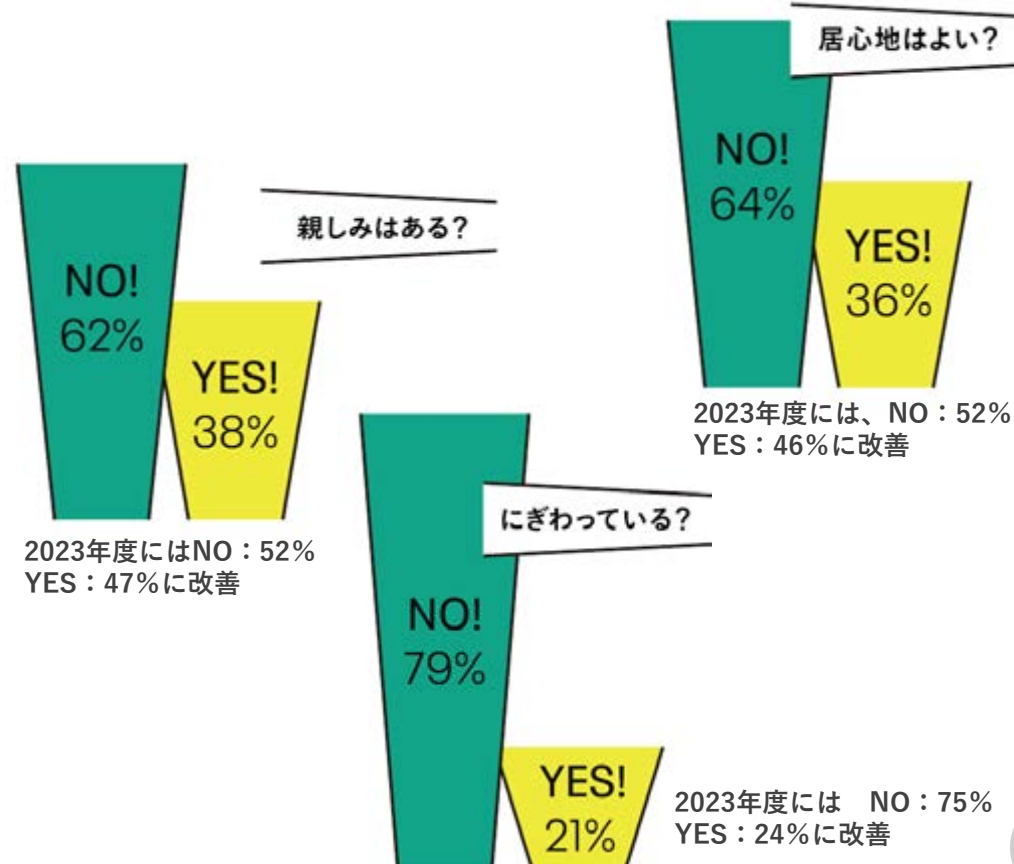 親しみはある?
NO!
62%
YES!
38%
2023年度にはNO：52%
YES：47%に改善
居心地はよい?
NO!
64%
YES!
36%
2023年度には、NO：52%
YES：46%に改善
にぎわっている?
NO!
79%
YES!
21%
2023年度には　NO：75%
YES：24%に改善